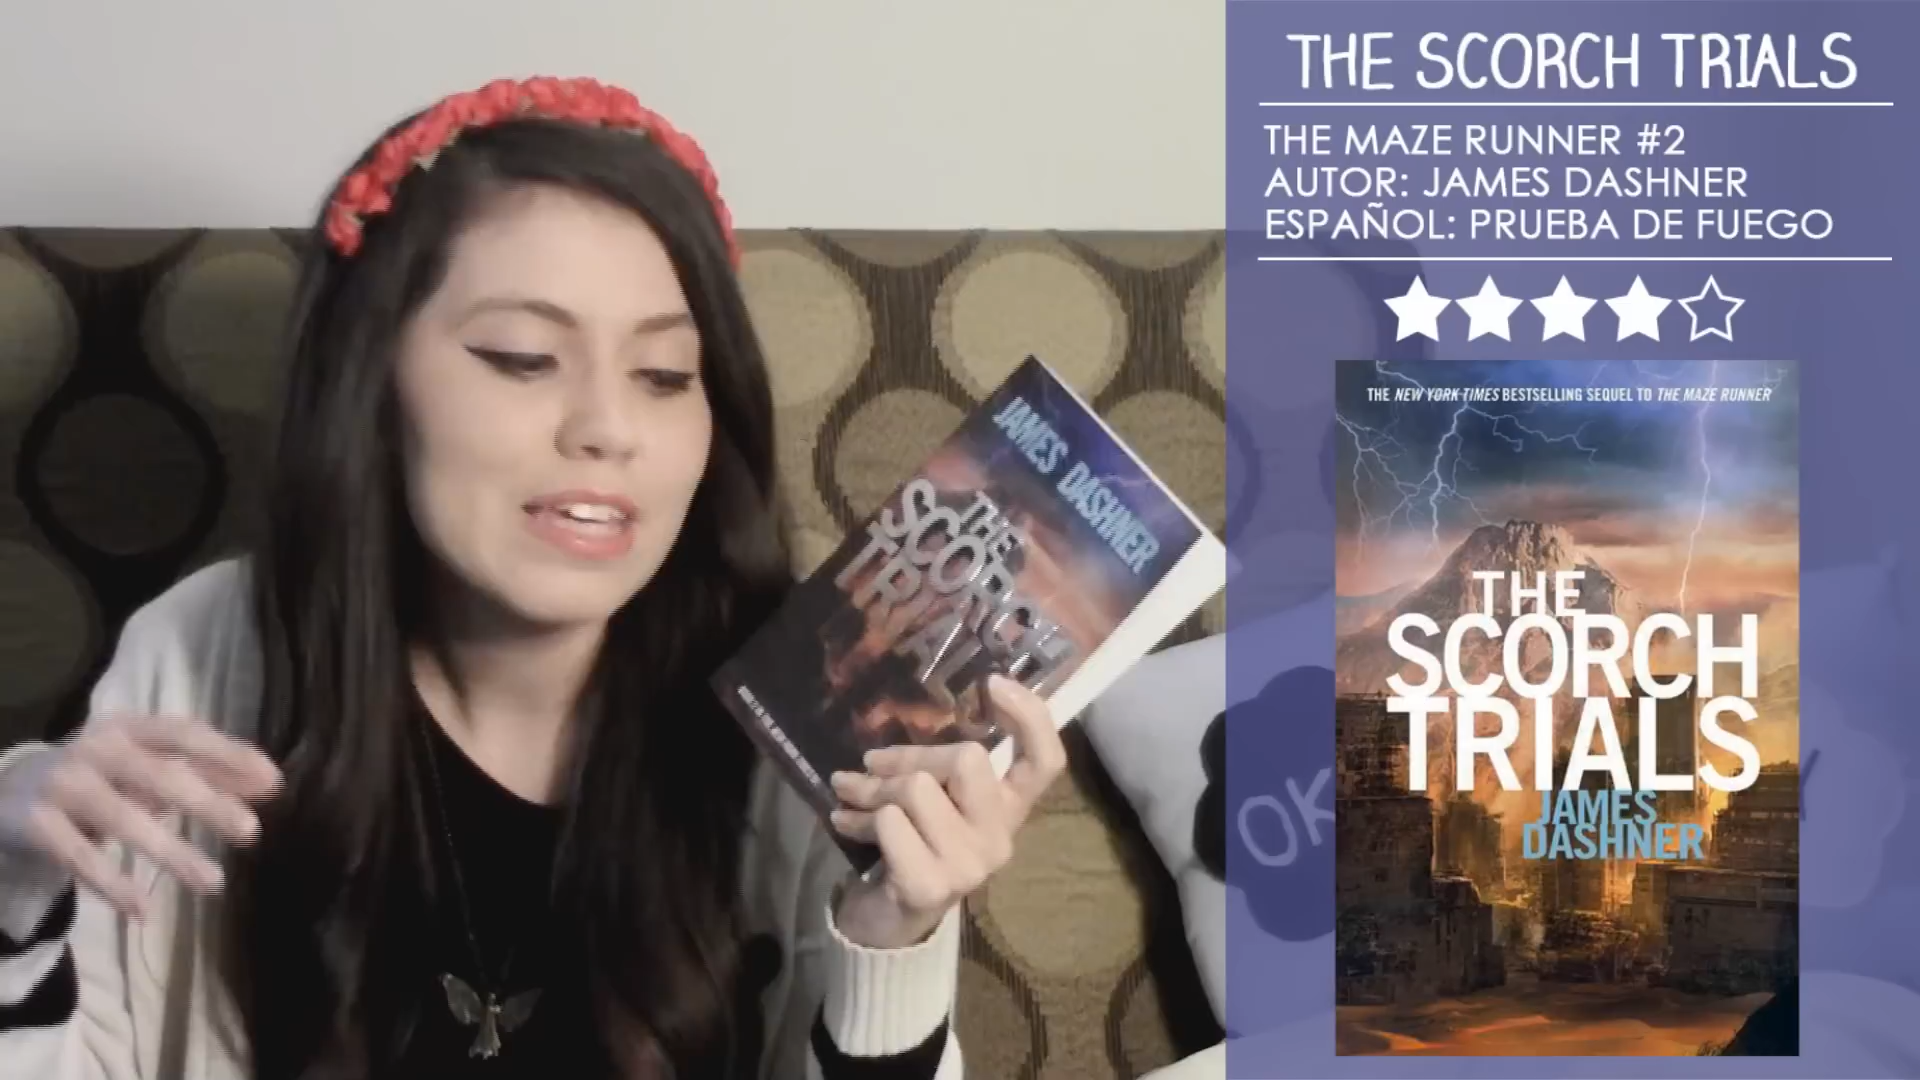 THE SCORCH TRIALS
THE MAZE RUNNER #2
AUTOR: JAMES DASHNER
ESPAÑOL: PRUEBA DE FUEGO
THE NEW YORK TIMES BESTSELLING SEQUEL TO THE MAZE RUNNER
THE
SCORCH
TRIALS
JAMES
DASHNER
JAMES DASHNER
THE
SCORCH
TRIALS
OK